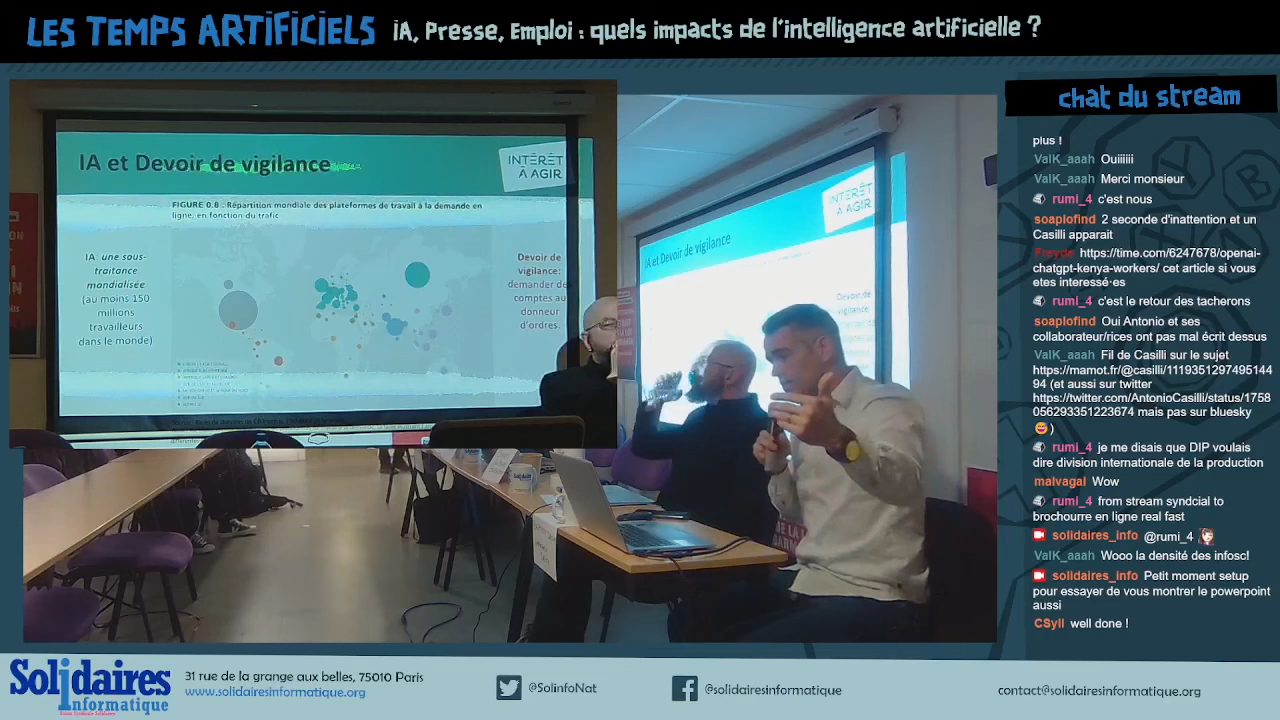 LES TEMPS ARTIFICIELS IA, Presse, Emploi : quels impacts de l'intelligence artificielle ?
IA et Devoir de vigilance
INTÉRÊT
À AGIR
FIGURE 0.8 : Répartition mondiale des plateformes de travail à la demande en
ligne, en fonction du trafic
IA: une sous-
traitance
mondialisée
(au moins 150
millions
travailleurs
dans le monde)
Devoir de
vigilance:
demander des
comptes au
donneur
d'ordres.
INTÉRÊT
À AGIR
IA et Devoir de vigilance
Devoir de
vigilance
chat du stream
plus !
ValK_aaah Ouiiiiii
ValK_aaah Merci monsieur
rumi_4 c'est nous
soaplofind 2 seconde d'inattention et un
Casilli apparait
Freyde https://time.com/6247678/openai-
chatgpt-kenya-workers/ cet article si vous
etes interessé·es
rumi_4 c'est le retour des tacherons
soaplofind Oui Antonio et ses
collaborateur/rices ont pas mal écrit dessus
ValK_aaah Fil de Casilli sur le sujet
https://mamot.fr/@casilli/1119351297495144
94 (et aussi sur twitter
https://twitter.com/AntonioCasilli/status/1758
056293351223674 mais pas sur bluesky
)
rumi_4 je me disais que DIP voulais
dire division internationale de la production
malvagal Wow
rumi_4 from stream syndcial to
brochourre en ligne real fast
solidaires_info @rumi_4
ValK_aaah Wooo la densité des infosc!
solidaires_info Petit moment setup
pour essayer de vous montrer le powerpoint
aussi
CSyll well done !
Solidaires
Informatique
31 rue de la grange aux belles, 75010 Paris
www.solidairesinformatique.org
@SolinfoNat
@solidairesinformatique
contact@solidairesinformatique.org